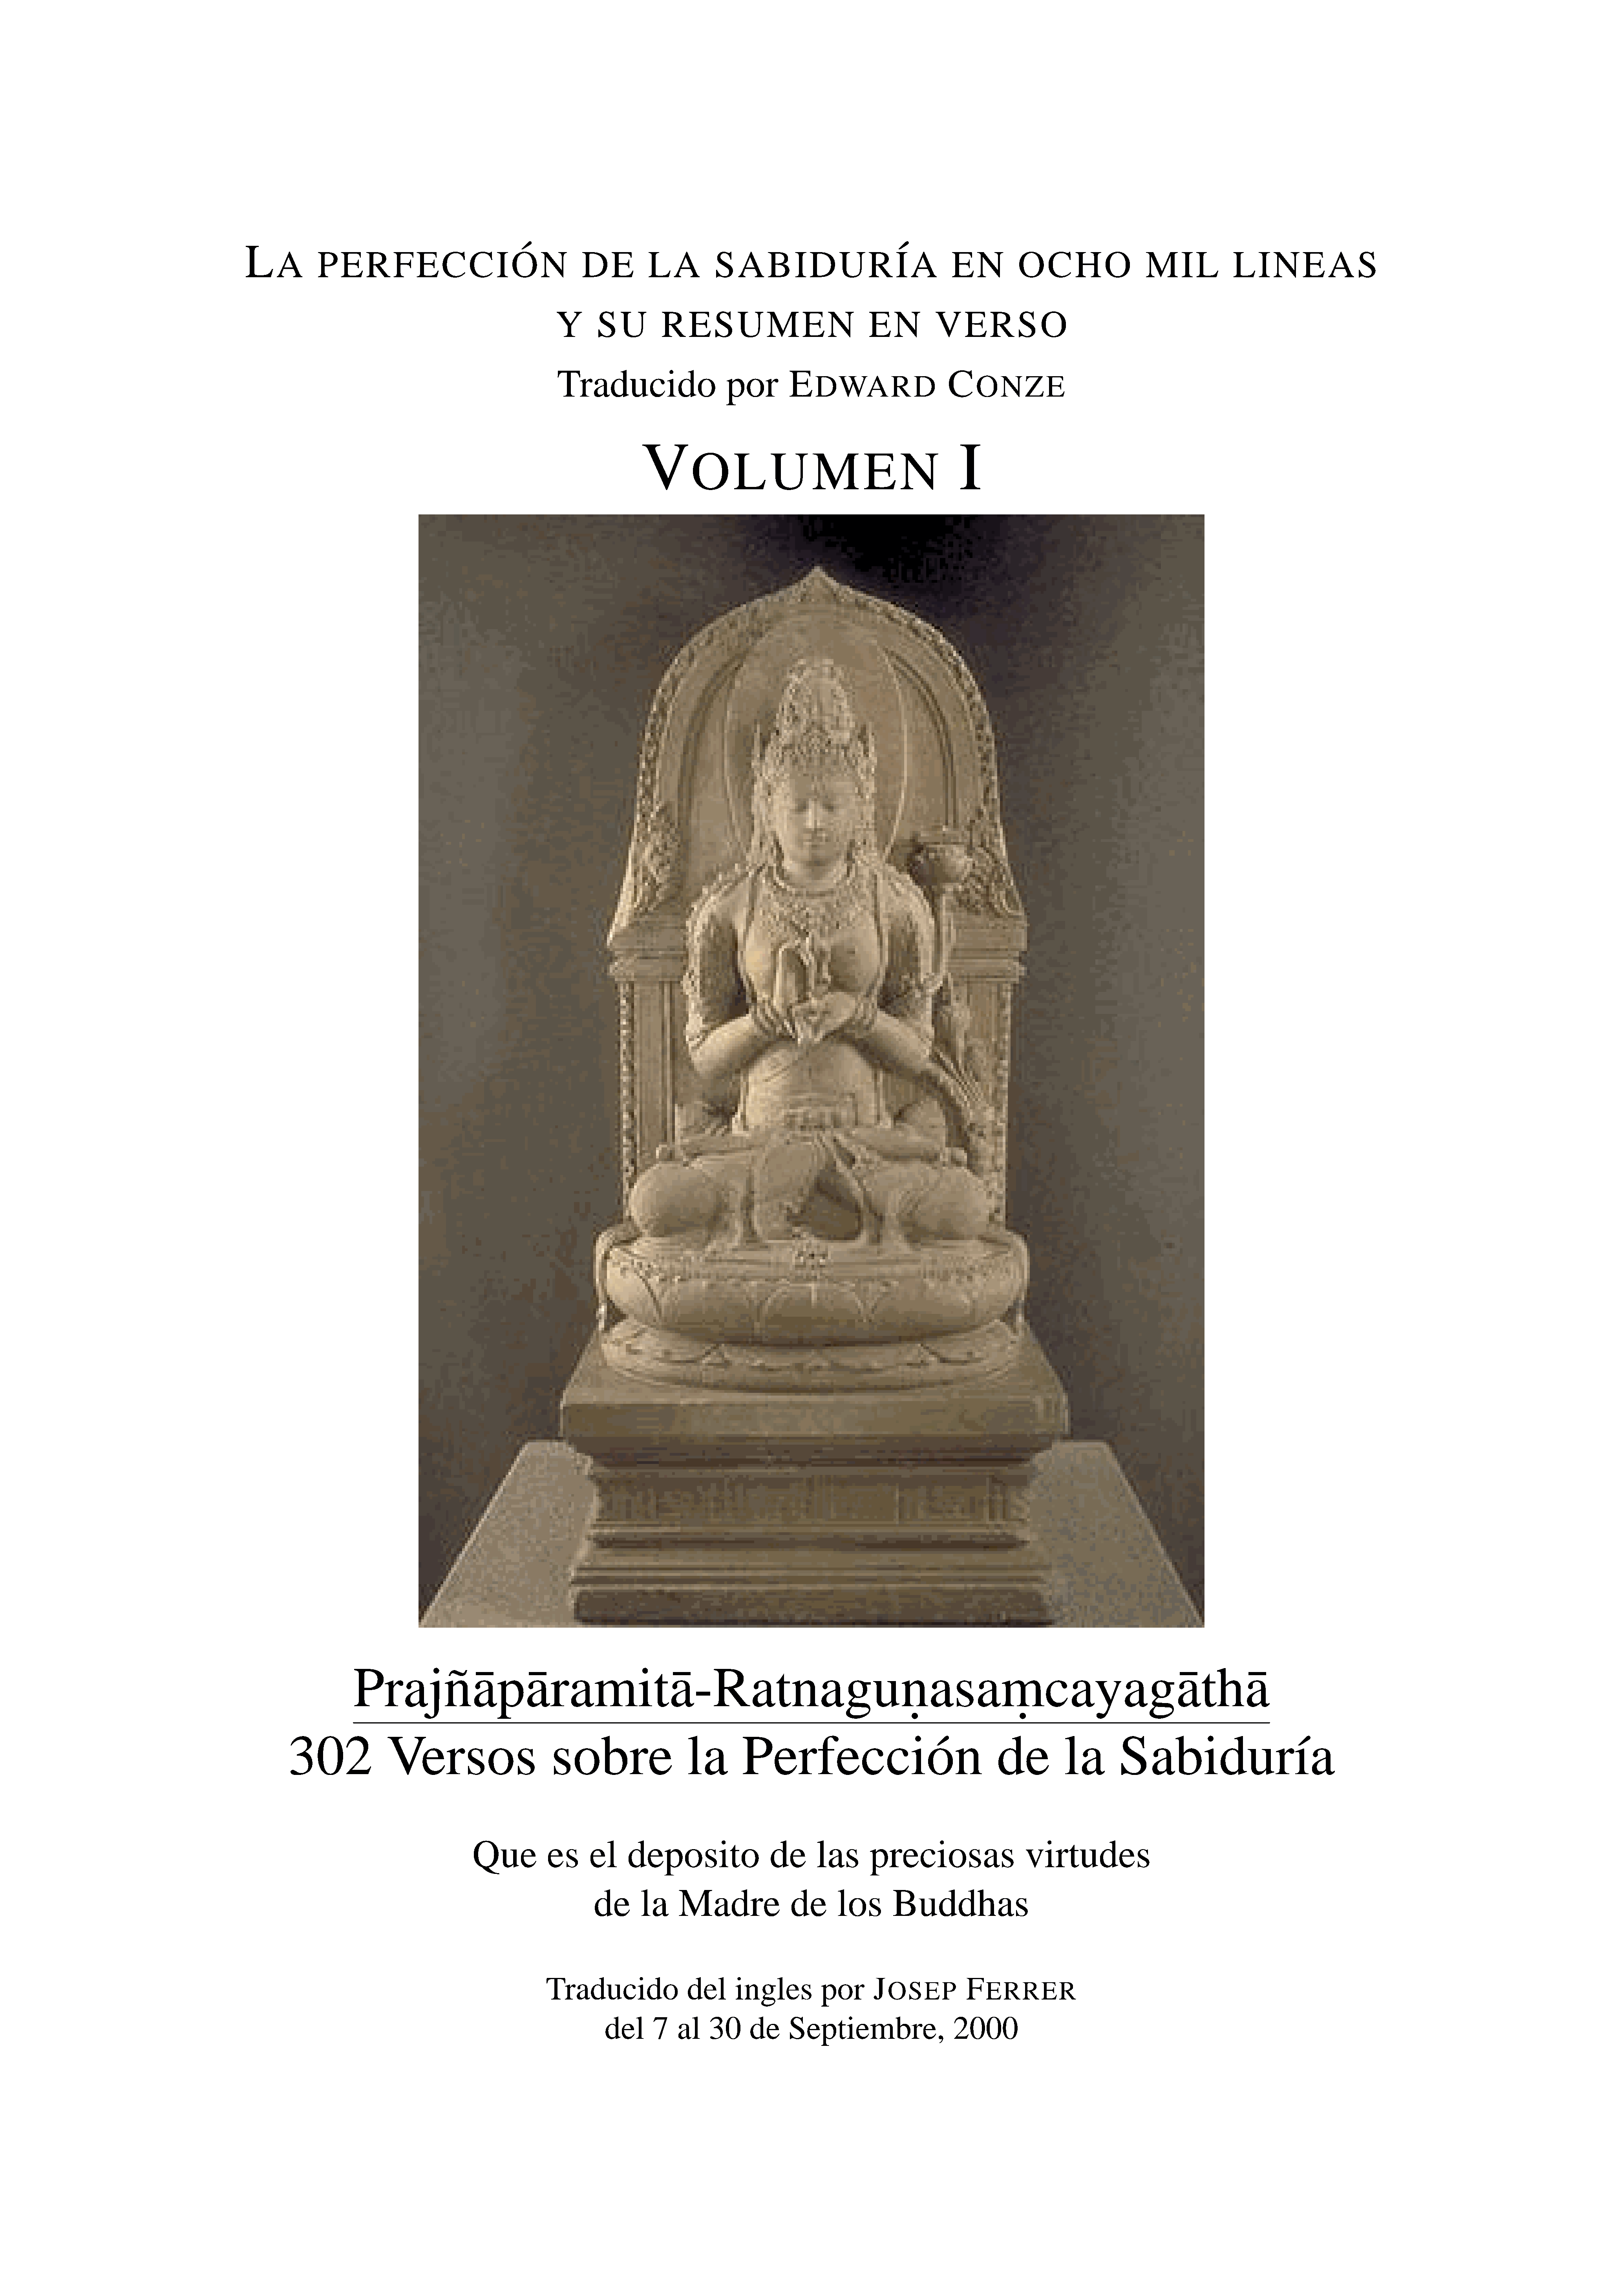 LA PERFECCIÓN DE LA SABIDURÍA EN OCHO MIL LINEAS
Y SU RESUMEN EN VERSO
Traducido por EDWARD CONZE
VOLUMEN I
Prajñāpāramitā-Ratnaguṇasaṃcayagāthā
302 Versos sobre la Perfección de la Sabiduría
Que es el deposito de las preciosas virtudes
de la Madre de los Buddhas
Traducido del ingles por JOSEP FERRER
del 7 al 30 de Septiembre, 2000